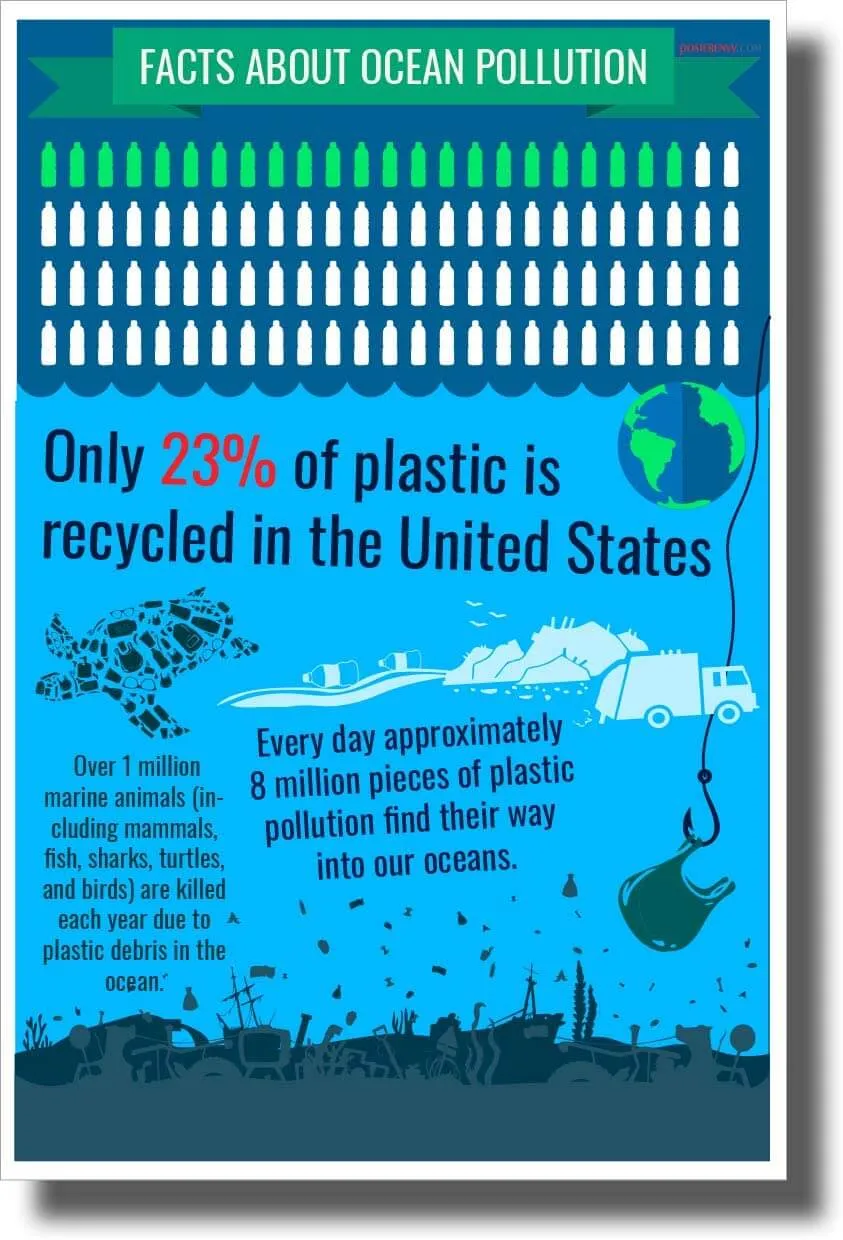 POSTERENVY.COM
FACTS ABOUT OCEAN POLLUTION
Only 23% of plastic is
recycled in the United States
Every day approximately
8 million pieces of plastic
pollution find their way
into our oceans.
Over 1 million
marine animals (in-
cluding mammals,
fish, sharks, turtles,
and birds) are killed
each year due to
plastic debris in the
ocean.